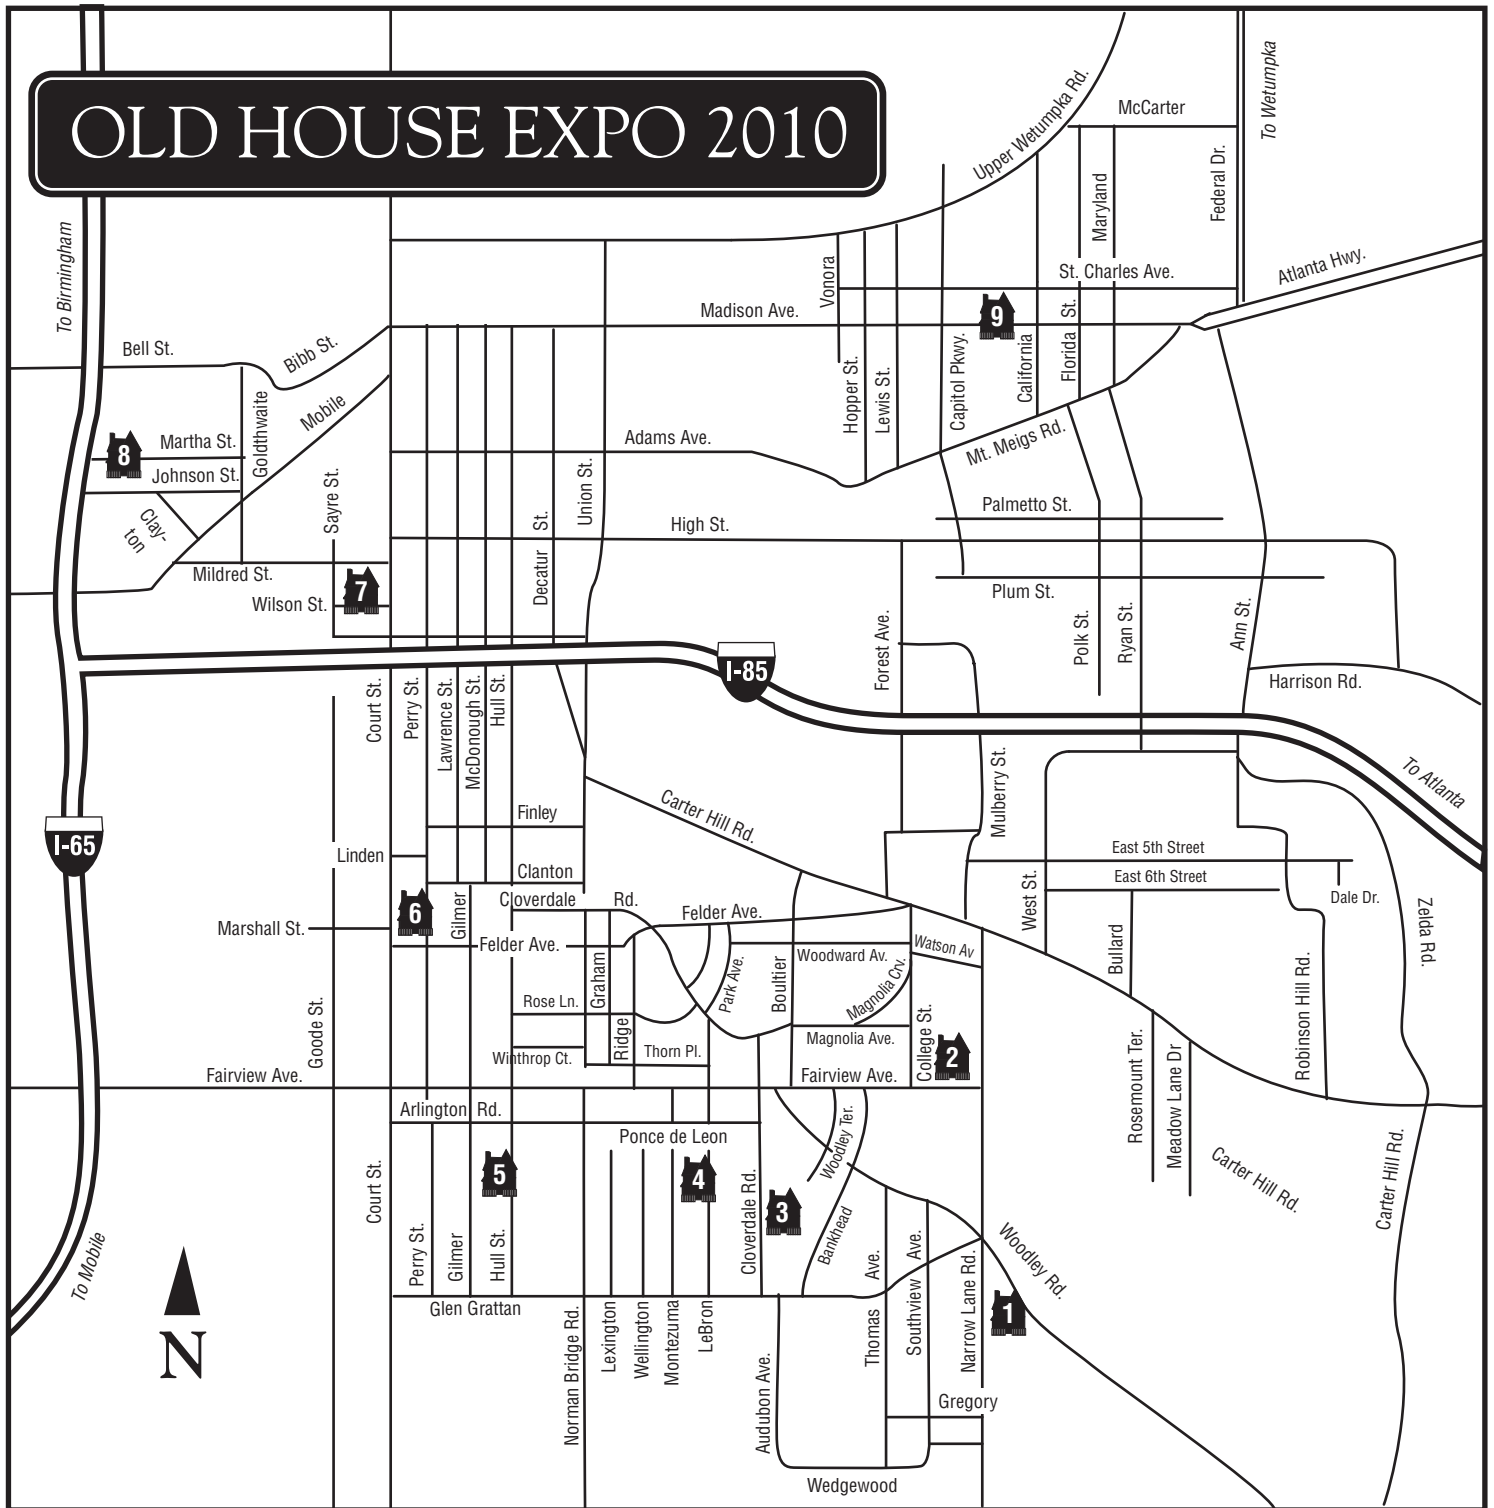 OLD HOUSE EXPO 2010
To Birmingham
Upper Wetumpka Rd.
McCarter
To Wetumpka
Federal Dr.
Maryland
St. Charles Ave.
Atlanta Hwy.
Vonora
Madison Ave.
9
Florida St.
Bell St.
Bibb St.
Hopper St.
Lewis St.
Capitol Pkwy.
California
Goldthwaite
Mobile
Martha St.
8
Johnson St.
Adams Ave.
Mt. Meigs Rd.
Clay-
ton
Sayre St.
Decatur St.
Union St.
High St.
Palmetto St.
Mildred St.
7
Wilson St.
Plum St.
Forest Ave.
Polk St.
Ryan St.
Ann St.
I-85
Harrison Rd.
Court St.
Perry St.
Lawrence St.
McDonough St.
Hull St.
To Atlanta
Mulberry St.
Carter Hill Rd.
Finley
I-65
Linden
East 5th Street
East 6th Street
Dale Dr.
Clanton
Cloverdale Rd.
6
Gilmer
Felder Ave.
West St.
Zelda Rd.
Marshall St.
Felder Ave.
Watson Av
Woodward Av.
Bullard
Graham
Park Ave.
Boultier
Magnolia Crv.
Robinson Hill Rd.
Goode St.
Rose Ln.
Ridge
Magnolia Ave.
College St.
2
Winthrop Ct.
Thorn Pl.
Rosemount Ter.
Meadow Lane Dr
Fairview Ave.
Fairview Ave.
Arlington Rd.
Ponce de Leon
Woodley Ter.
Carter Hill Rd.
Carter Hill Rd.
Court St.
5
4
3
Cloverdale Rd.
Bankhead
Perry St.
Gilmer
Hull St.
Thomas Ave.
Southview Ave.
Narrow Lane Rd.
Woodley Rd.
1
To Mobile
N
Glen Grattan
Norman Bridge Rd.
Lexington
Wellington
Montezuma
LeBron
Audubon Ave.
Gregory
Wedgewood